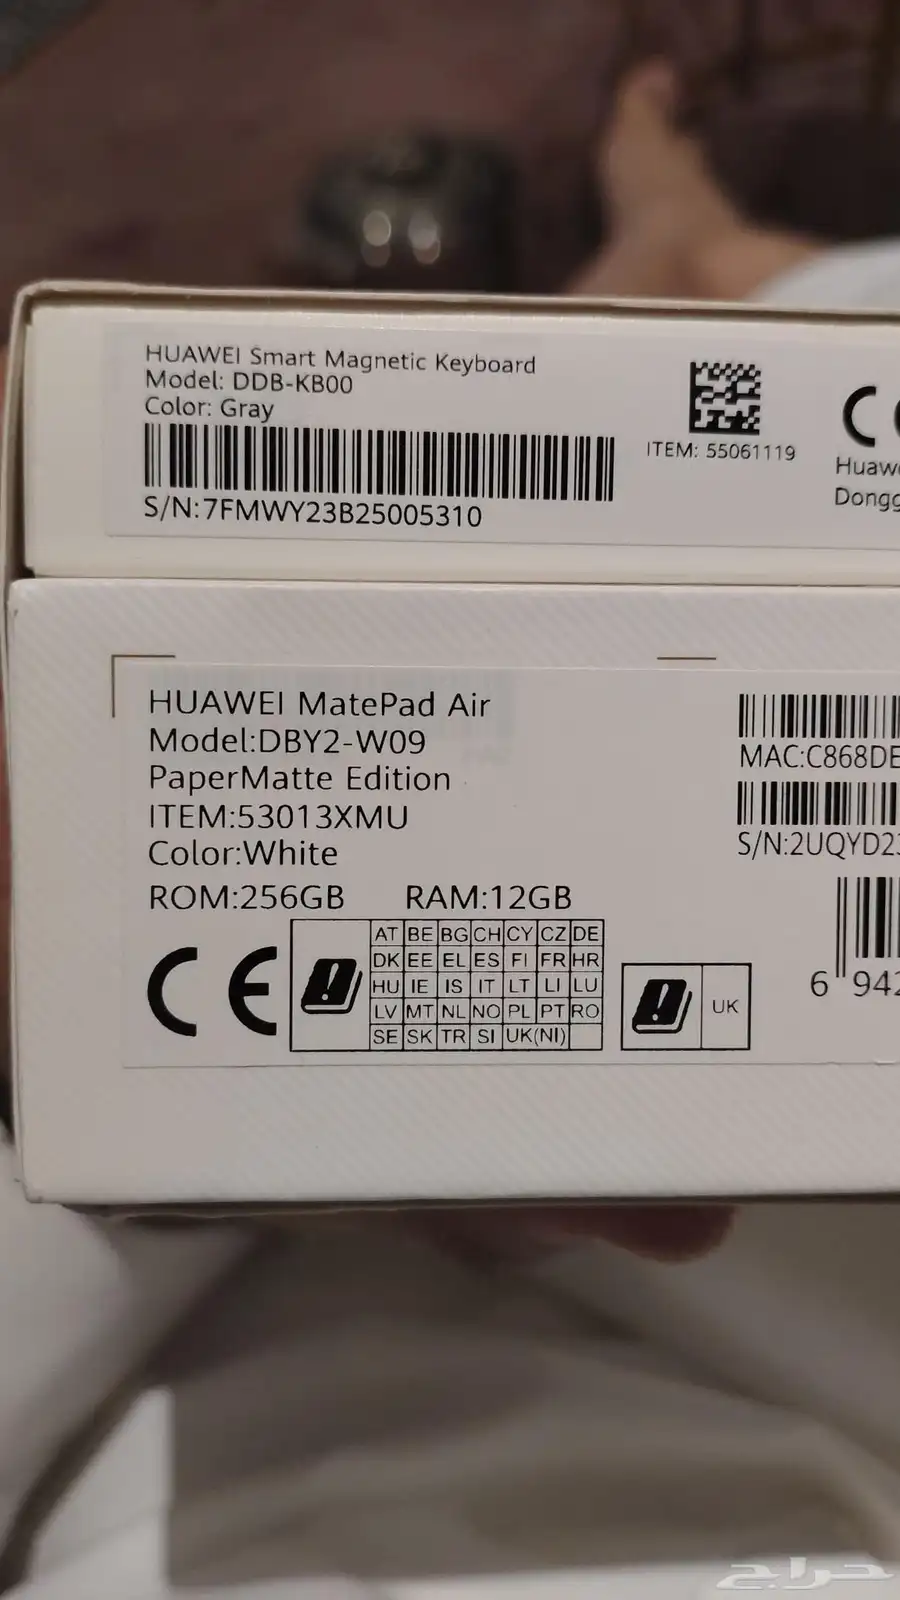 HUAWEI Smart Magnetic Keyboard
Model: DDB-KB00
Color: Gray
S/N:7FMWY23B25005310
ITEM: 55061119
CE
Huawe
Dongg
HUAWEI MatePad Air
Model:DBY2-W09
PaperMatte Edition
ITEM:53013XMU
Color:White
ROM:256GB RAM:12GB
MAC:C868DE
S/N:2UQYD23
6 942
CE
AT BE BG CH CY CZ DE
DK EE EL ES FI FR HR
HU IE IS IT LT LI LU
LV MT NL NO PL PT RO
SE SK TR SI UK(NI)
UK
حراج